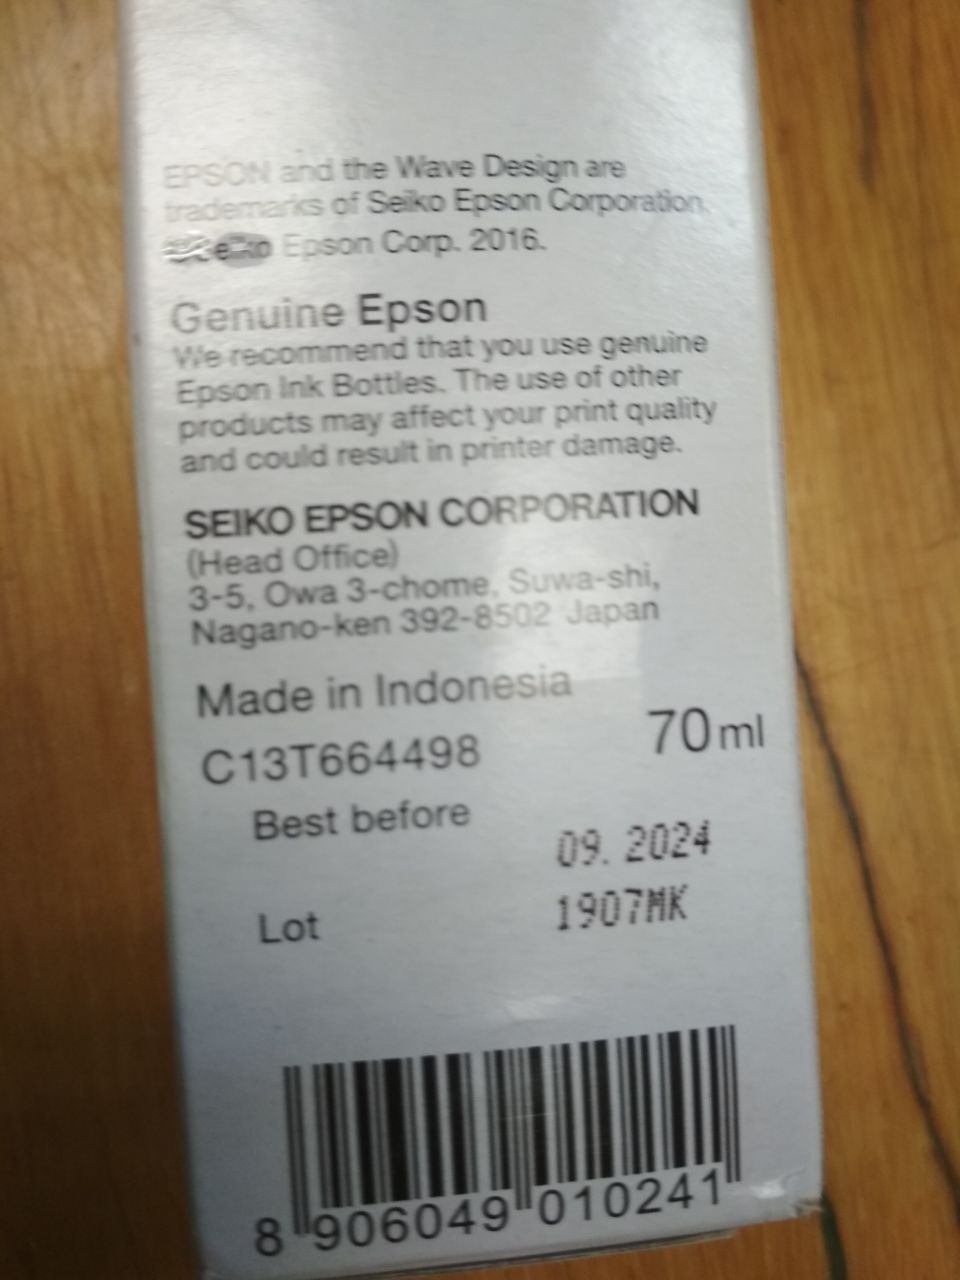 EPSON and the Wave Design are
trademarks of Seiko Epson Corporation.
Seiko Epson Corp. 2016.
Genuine Epson
We recommend that you use genuine
Epson Ink Bottles. The use of other
products may affect your print quality
and could result in printer damage.
SEIKO EPSON CORPORATION
(Head Office)
3-5, Owa 3-chome, Suwa-shi,
Nagano-ken 392-8502 Japan
Made in Indonesia
C13T664498 70 ml
Best before 09. 2024
Lot 1907MK
8 906049 010241